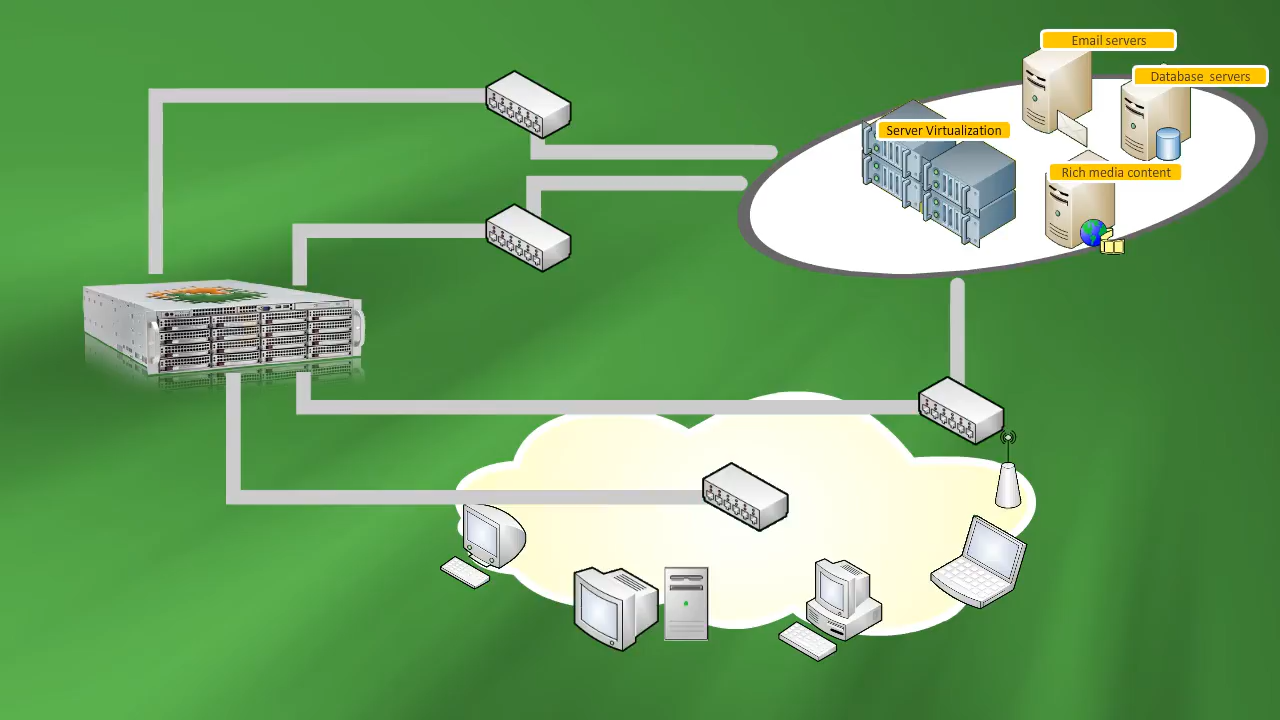 Email servers
Database servers
Server Virtualization
Rich media content